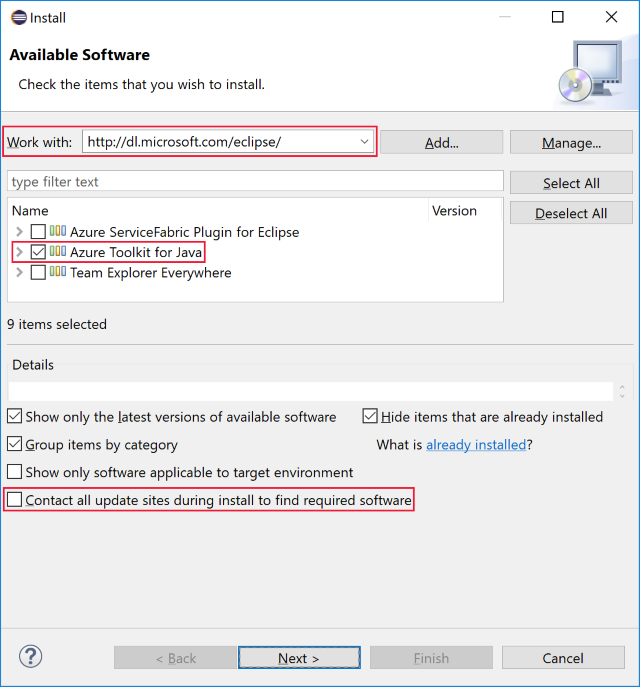 Install
Available Software
Check the items that you wish to install.
Work with: http://dl.microsoft.com/eclipse/ Add... Manage...
type filter text Select All
Name Version Deselect All
Azure ServiceFabric Plugin for Eclipse
Azure Toolkit for Java
Team Explorer Everywhere
9 items selected
Details
Show only the latest versions of available software Hide items that are already installed
Group items by category What is already installed?
Show only software applicable to target environment
Contact all update sites during install to find required software
? < Back Next > Finish Cancel